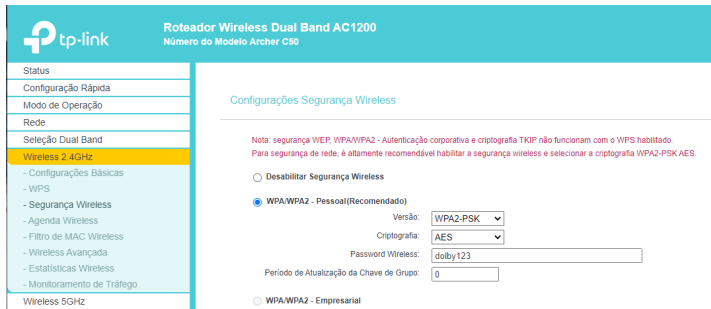 tp-link
Roteador Wireless Dual Band AC1200
Número do Modelo Archer C50
Status
Configuração Rápida
Modo de Operação
Rede
Seleção Dual Band
Wireless 2.4GHz
- Configurações Básicas
- WPS
- Segurança Wireless
- Agenda Wireless
- Filtro de MAC Wireless
- Wireless Avançada
- Estatísticas Wireless
- Monitoramento de Tráfego
Wireless 5GHz
Configurações Segurança Wireless
Nota: segurança WEP, WPA/WPA2 - Autenticação corporativa e criptografia TKIP não funcionam com o WPS habilitado.
Para segurança de rede, é altamente recomendável habilitar a segurança wireless e selecionar a criptografia WPA2-PSK AES.
Desabilitar Segurança Wireless
WPA/WPA2 - Pessoal(Recomendado)
Versão: WPA2-PSK
Criptografia: AES
Password Wireless: dolby123
Período de Atualização da Chave de Grupo: 0
WPA/WPA2 - Empresarial